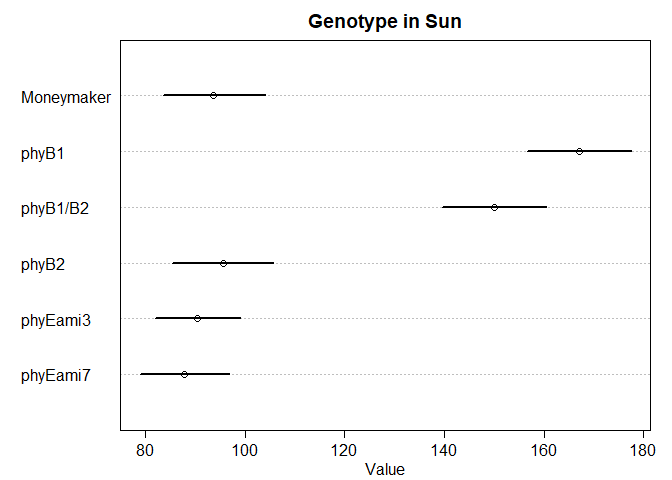 Genotype in Sun
Moneymaker
phyB1
phyB1/B2
phyB2
phyEami3
phyEami7
80 100 120 140 160 180
Value